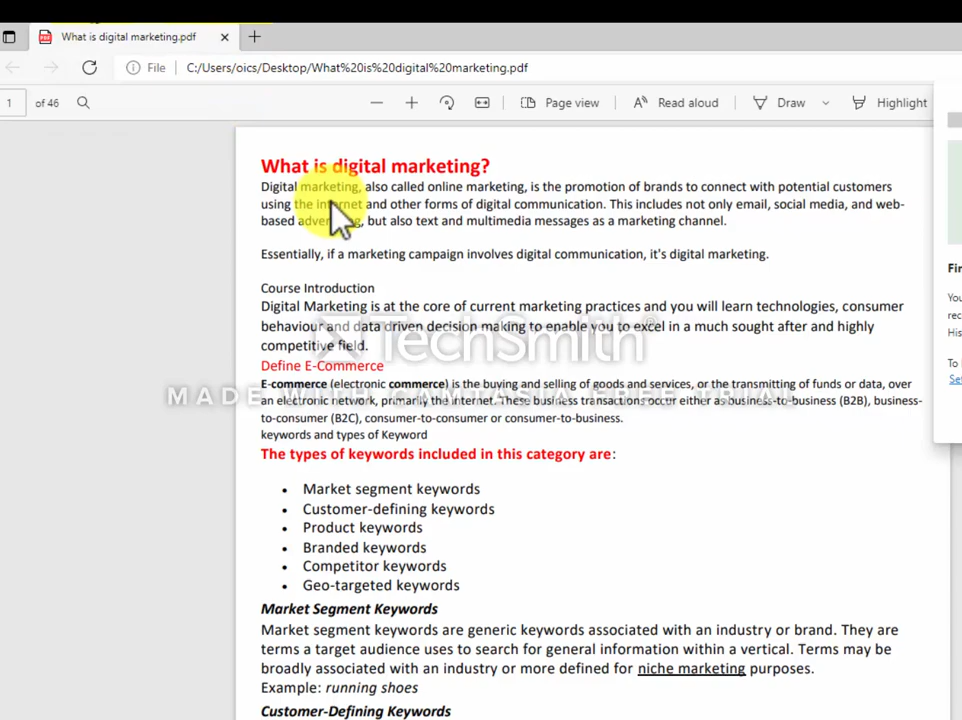 What is digital marketing.pdf
File C:/Users/oics/Desktop/What%20is%20digital%20marketing.pdf
1 of 46 Page view Read aloud Draw Highlight
What is digital marketing?
Digital marketing, also called online marketing, is the promotion of brands to connect with potential customers
using the internet and other forms of digital communication. This includes not only email, social media, and web-
based advertising, but also text and multimedia messages as a marketing channel.
Essentially, if a marketing campaign involves digital communication, it's digital marketing.
Course Introduction
Digital Marketing is at the core of current marketing practices and you will learn technologies, consumer
behaviour and data driven decision making to enable you to excel in a much sought after and highly
competitive field.
TechSmith®
Define E-Commerce
E-commerce (electronic commerce) is the buying and selling of goods and services, or the transmitting of funds or data, over
MADE WITH CAMTASIA FREE TRIAL
an electronic network, primarily the internet. These business transactions occur either as business-to-business (B2B), business-
to-consumer (B2C), consumer-to-consumer or consumer-to-business.
keywords and types of Keyword
The types of keywords included in this category are:
• Market segment keywords
• Customer-defining keywords
• Product keywords
• Branded keywords
• Competitor keywords
• Geo-targeted keywords
Market Segment Keywords
Market segment keywords are generic keywords associated with an industry or brand. They are
terms a target audience uses to search for general information within a vertical. Terms may be
broadly associated with an industry or more defined for niche marketing purposes.
Example: running shoes
Customer-Defining Keywords